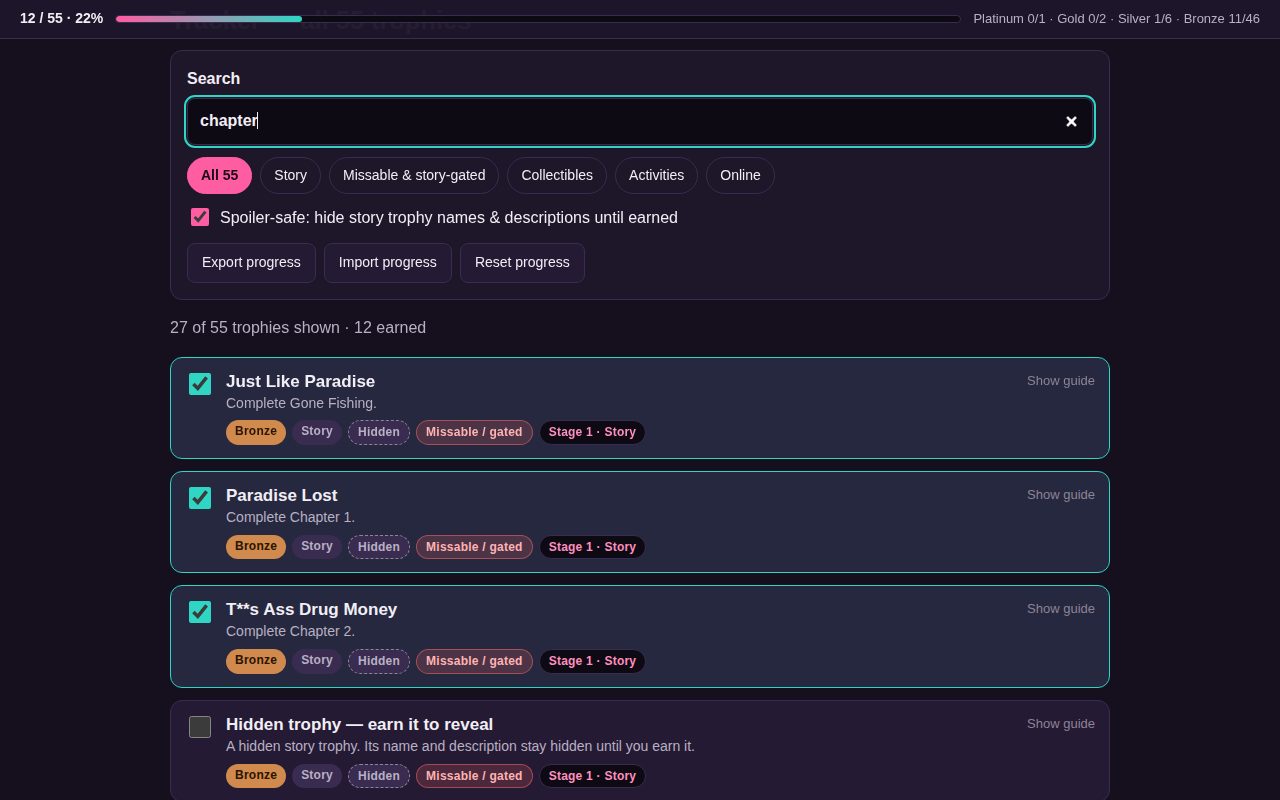 12 / 55 · 22%
Platinum 0/1 · Gold 0/2 · Silver 1/6 · Bronze 11/46
Tracker — all 55 trophies
Search
chapter
All 55
Story
Missable & story-gated
Collectibles
Activities
Online
Spoiler-safe: hide story trophy names & descriptions until earned
Export progress
Import progress
Reset progress
27 of 55 trophies shown · 12 earned
Just Like Paradise
Show guide
Complete Gone Fishing.
Bronze Story Hidden Missable / gated Stage 1 · Story
Paradise Lost
Show guide
Complete Chapter 1.
Bronze Story Hidden Missable / gated Stage 1 · Story
T**s Ass Drug Money
Show guide
Complete Chapter 2.
Bronze Story Hidden Missable / gated Stage 1 · Story
Hidden trophy — earn it to reveal
Show guide
A hidden story trophy. Its name and description stay hidden until you earn it.
Bronze Story Hidden Missable / gated Stage 1 · Story